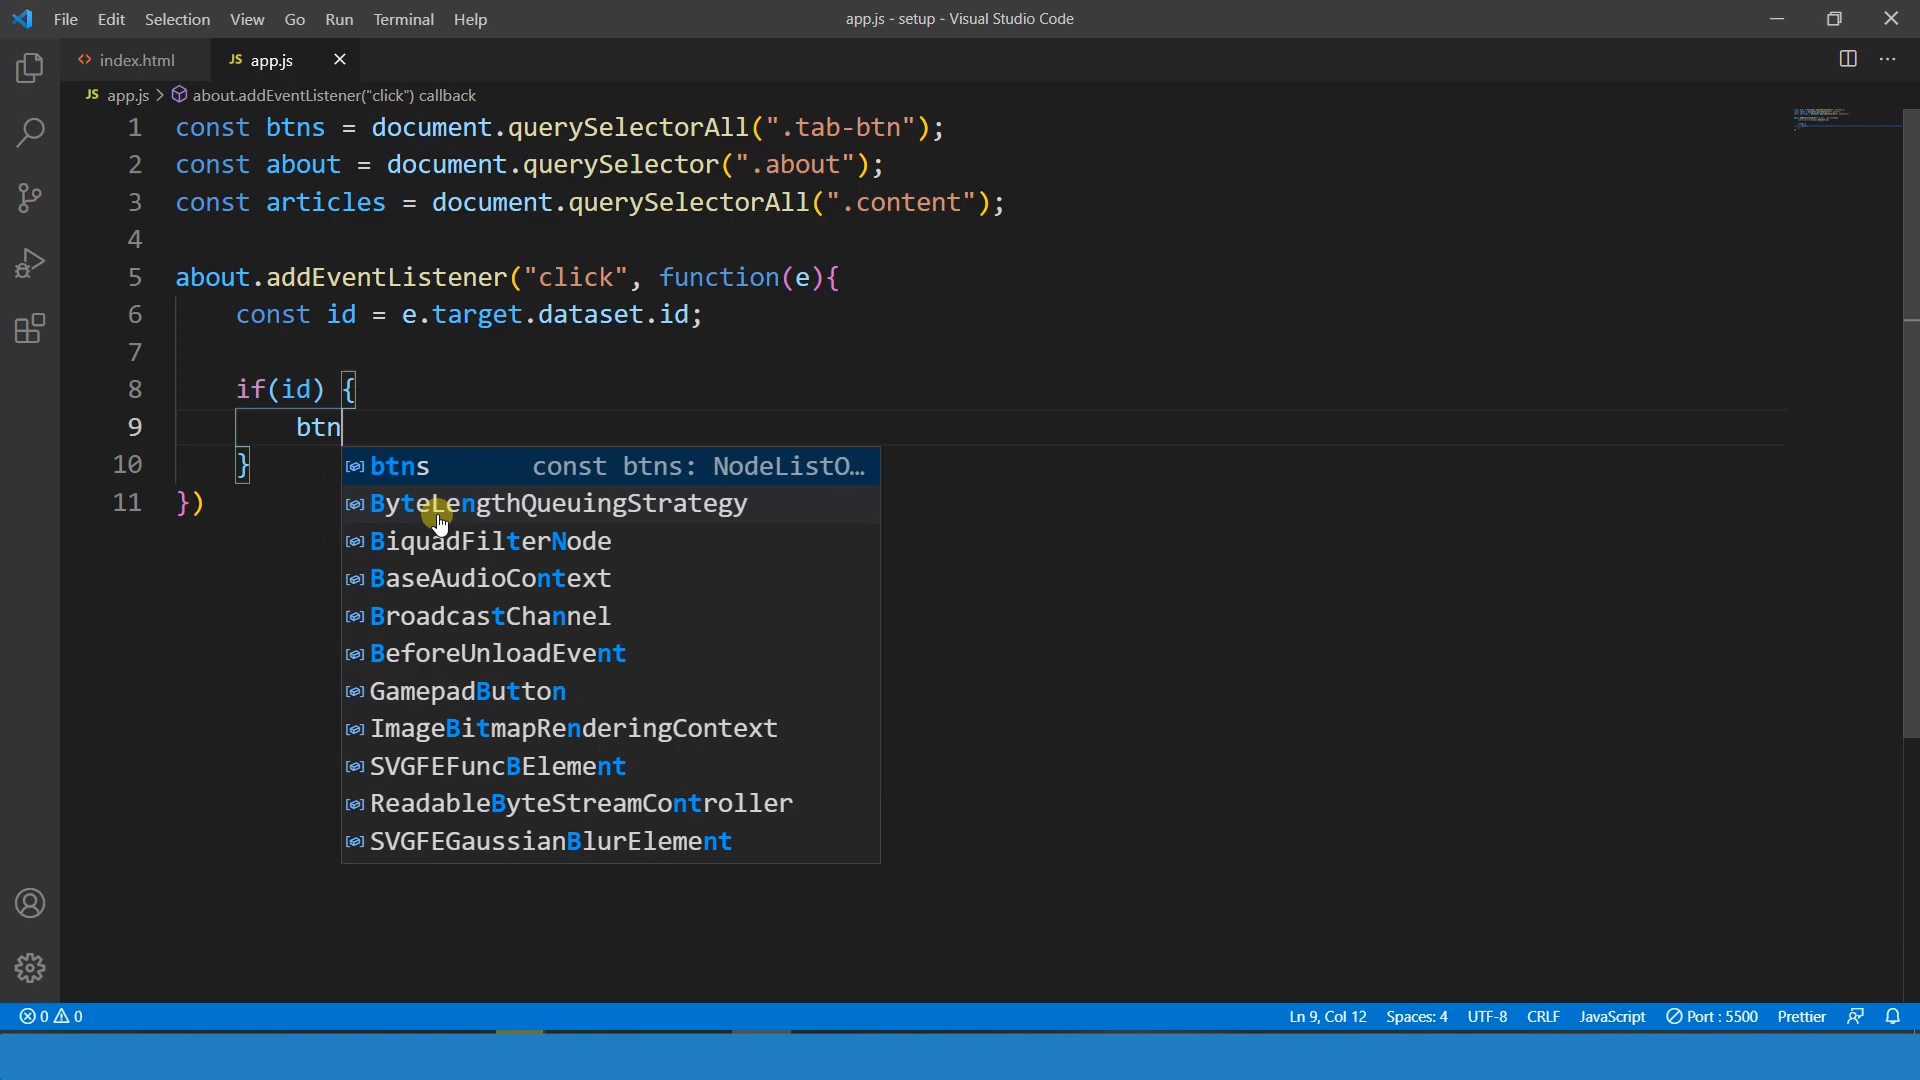 File Edit Selection View Go Run Terminal Help app.js - setup - Visual Studio Code
<> index.html JS app.js
JS app.js > about.addEventListener("click") callback
1 const btns = document.querySelectorAll(".tab-btn");
2 const about = document.querySelector(".about");
3 const articles = document.querySelectorAll(".content");
4
5 about.addEventListener("click", function(e){
6 const id = e.target.dataset.id;
7
8 if(id) {
9 btn
btns const btns: NodeListO…
10 }
ByteLengthQueuingStrategy
11 })
BiquadFilterNode
BaseAudioContext
BroadcastChannel
BeforeUnloadEvent
GamepadButton
ImageBitmapRenderingContext
SVGFEFuncBElement
ReadableByteStreamController
SVGFEGaussianBlurElement
0 0 Ln 9, Col 12 Spaces: 4 UTF-8 CRLF JavaScript Port : 5500 Prettier